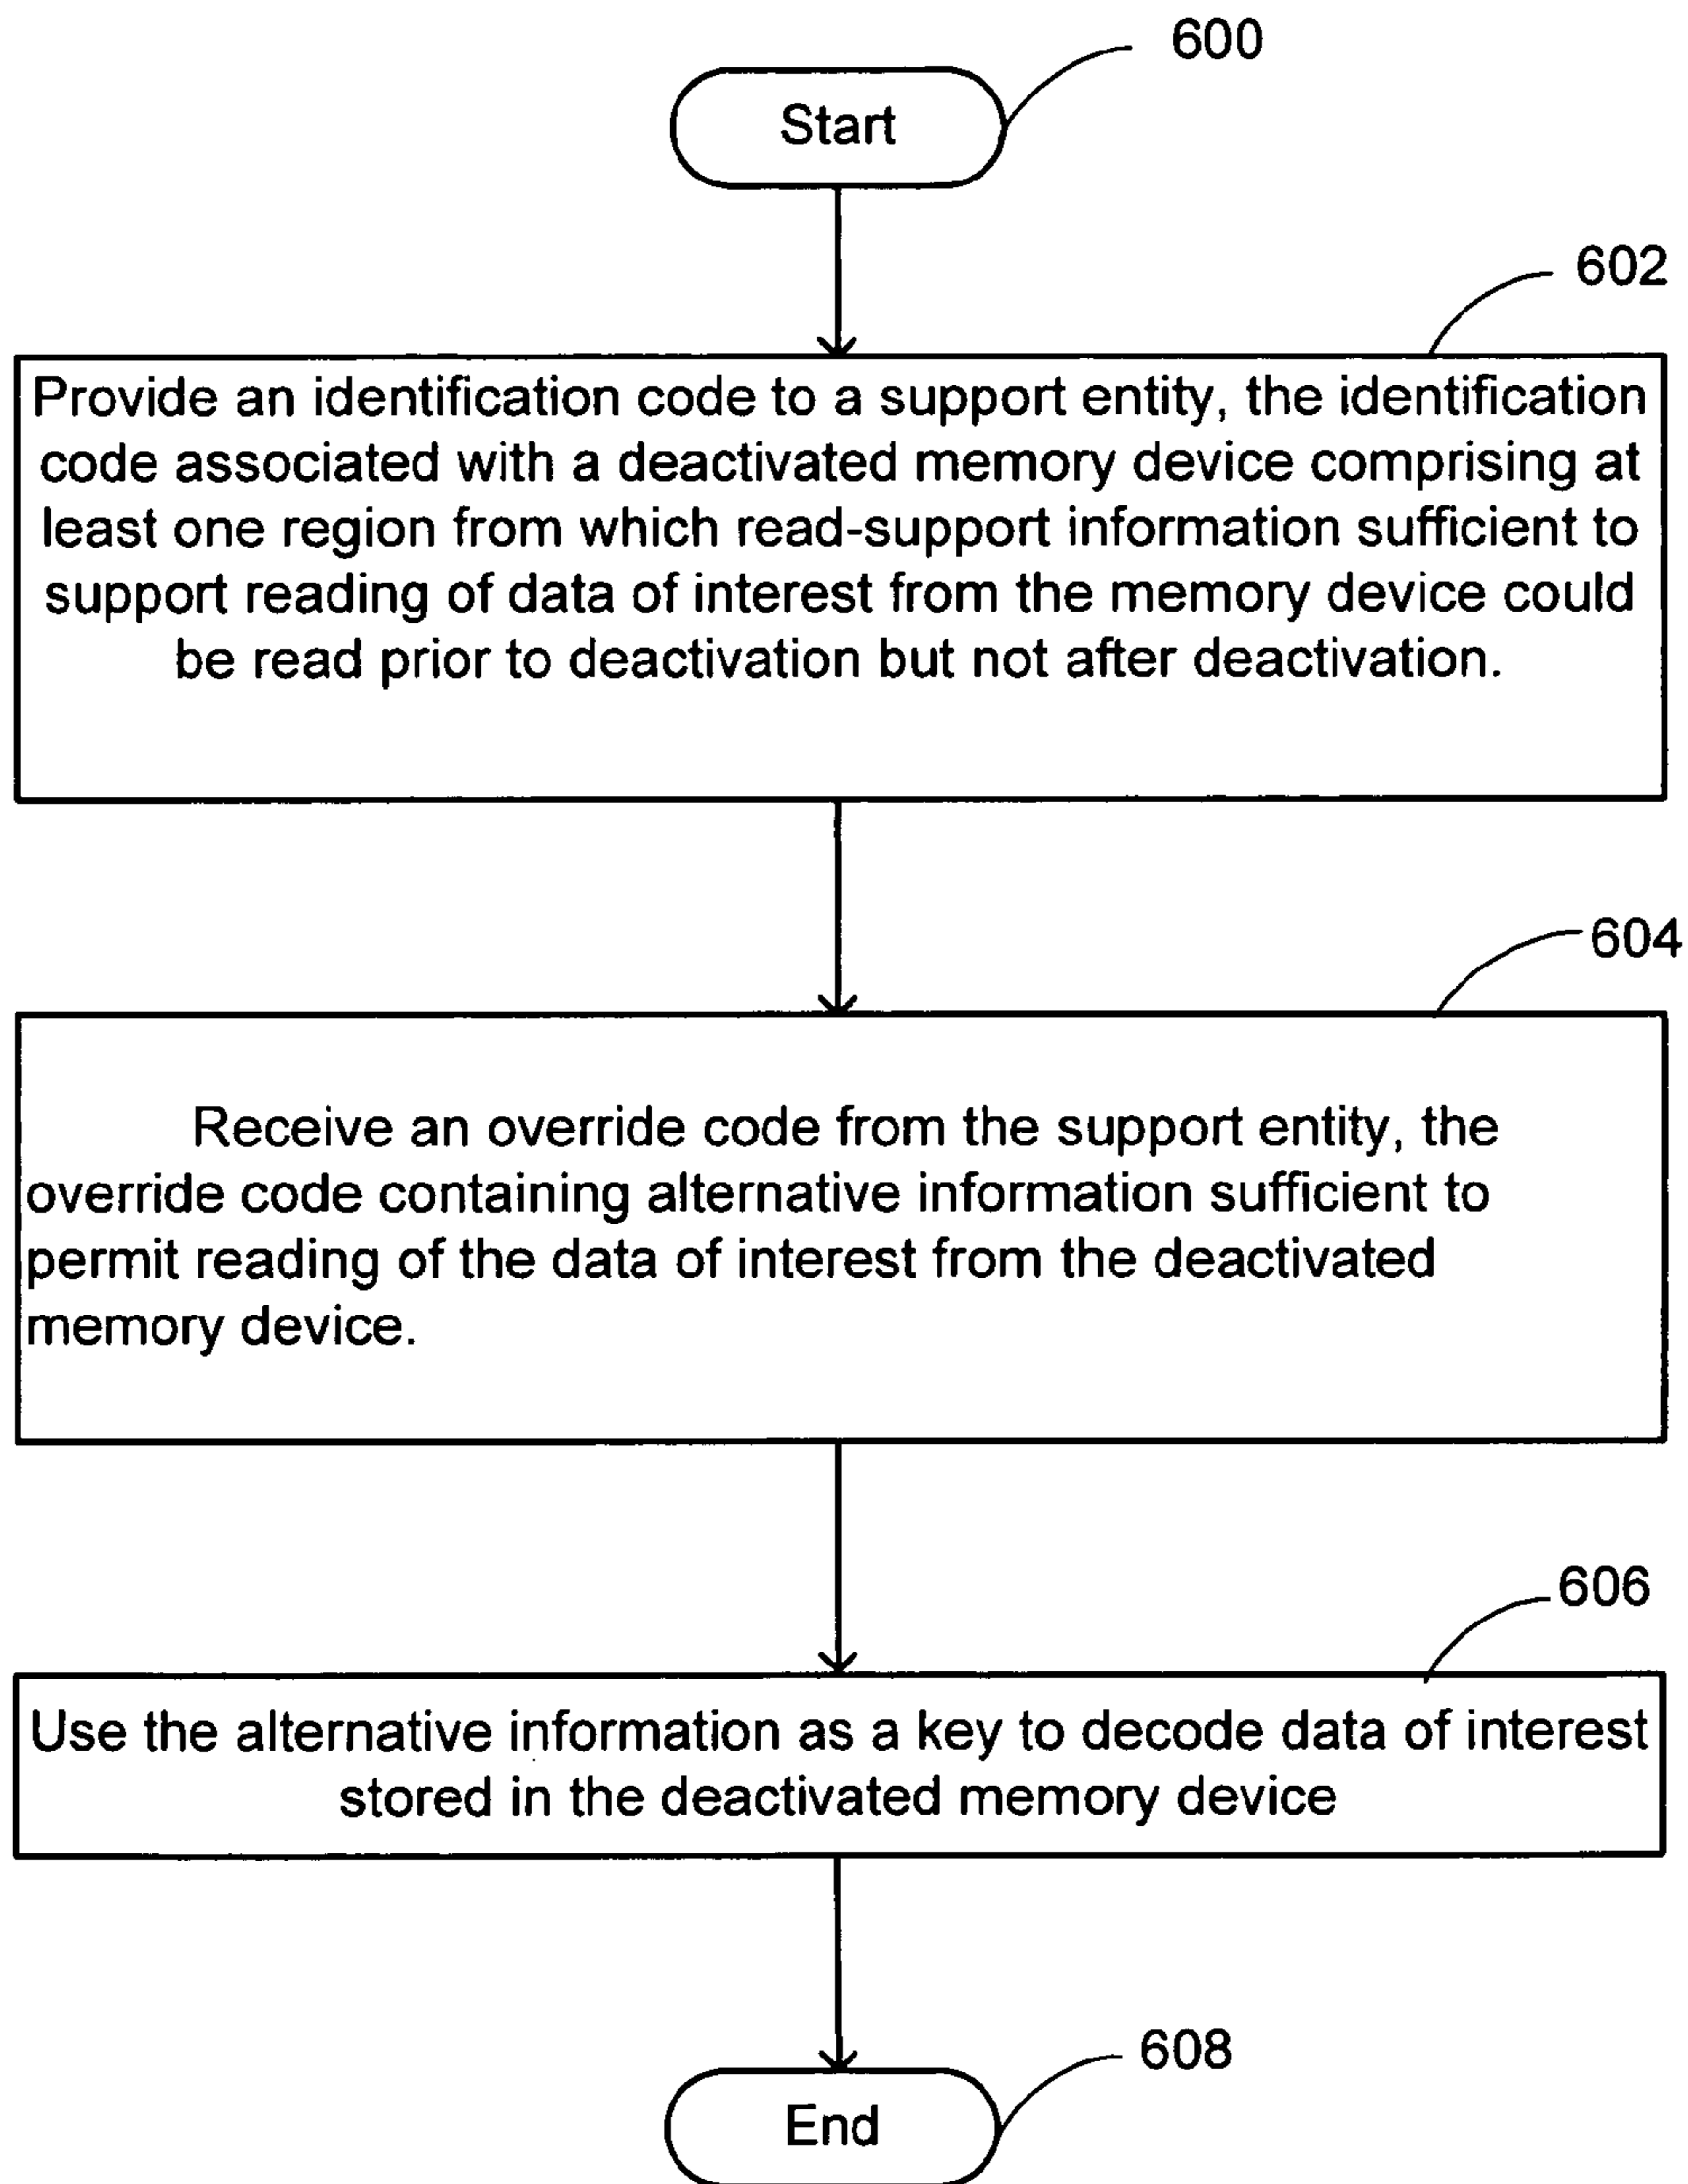 600
Start
602
Provide an identification code to a support entity, the identification
code associated with a deactivated memory device comprising at
least one region from which read-support information sufficient to
support reading of data of interest from the memory device could
be read prior to deactivation but not after deactivation.
604
Receive an override code from the support entity, the
override code containing alternative information sufficient to
permit reading of the data of interest from the deactivated
memory device.
606
Use the alternative information as a key to decode data of interest
stored in the deactivated memory device
608
End